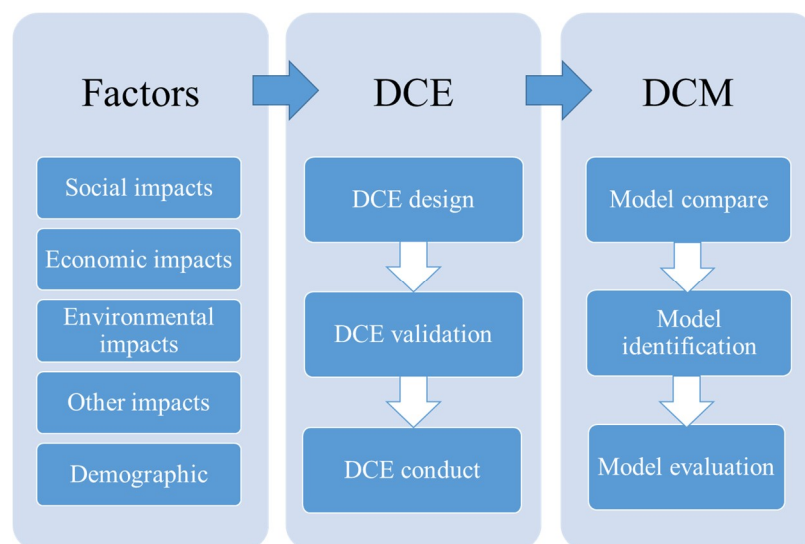 Factors
Social impacts
Economic impacts
Environmental
impacts
Other impacts
Demographic
DCE
DCE design
DCE validation
DCE conduct
DCM
Model compare
Model
identification
Model evaluation